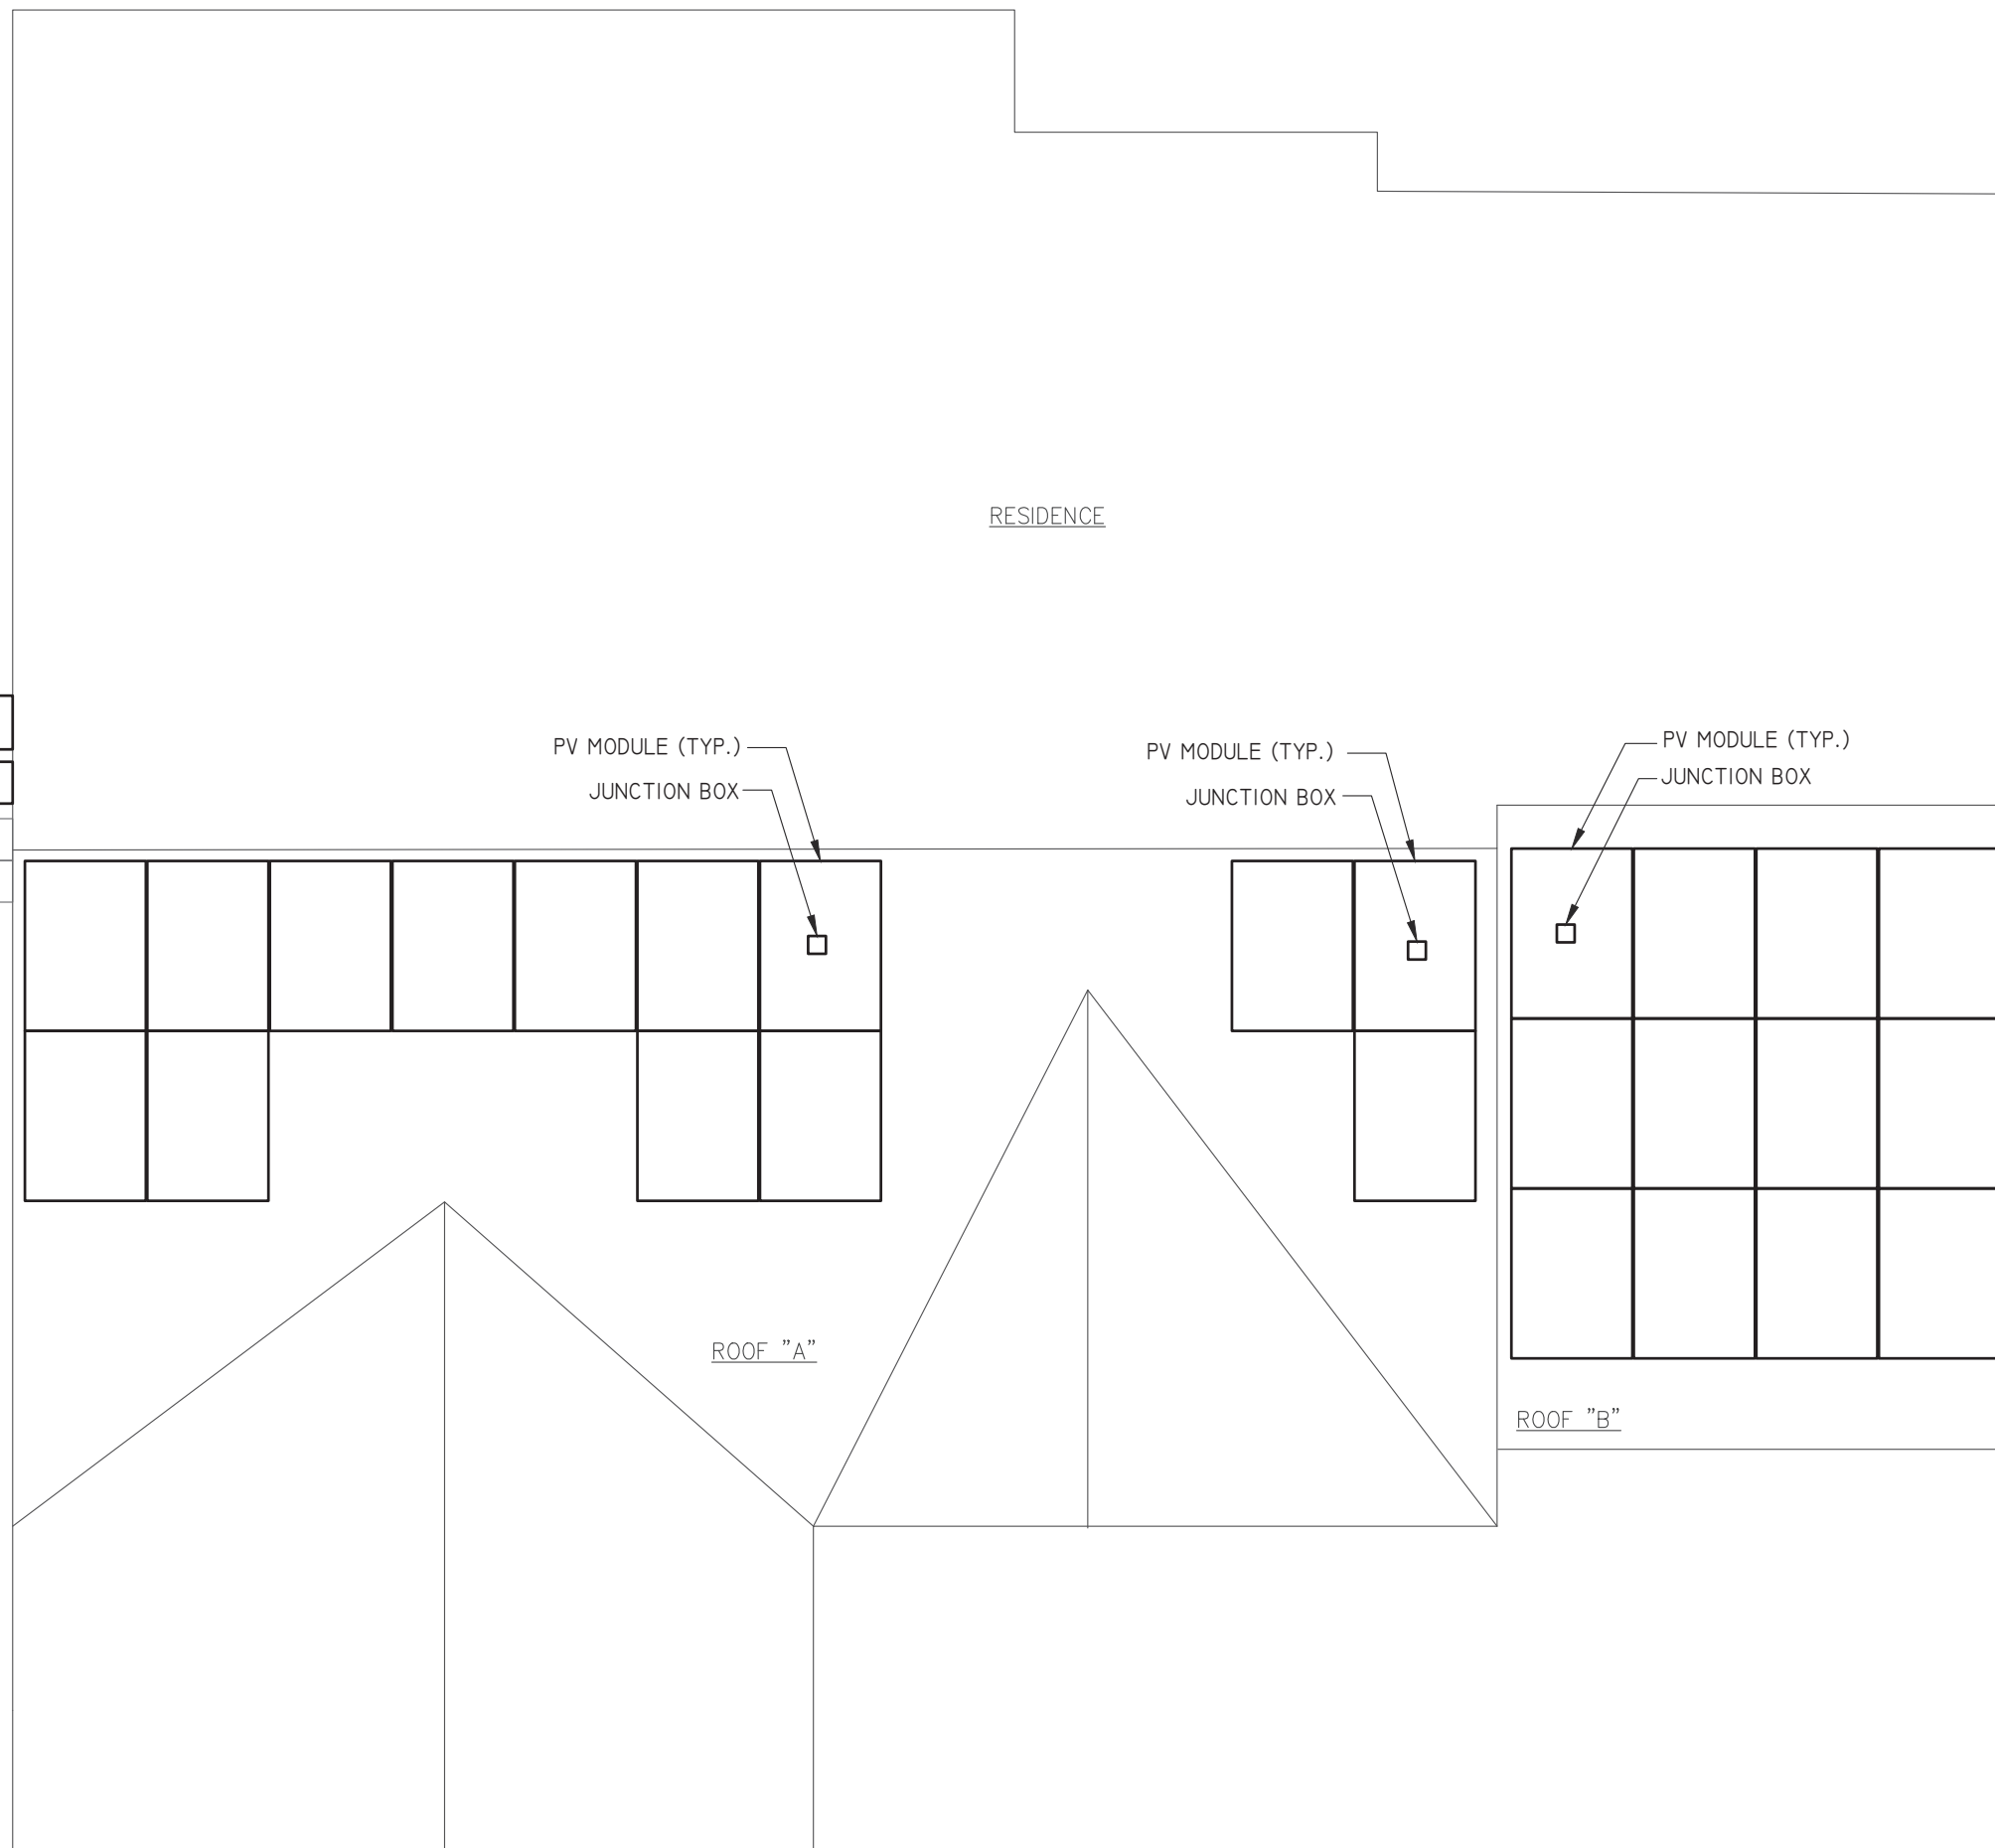 RESIDENCE
PV MODULE (TYP.)
JUNCTION BOX
PV MODULE (TYP.)
JUNCTION BOX
PV MODULE (TYP.)
JUNCTION BOX
ROOF "A"
ROOF "B"